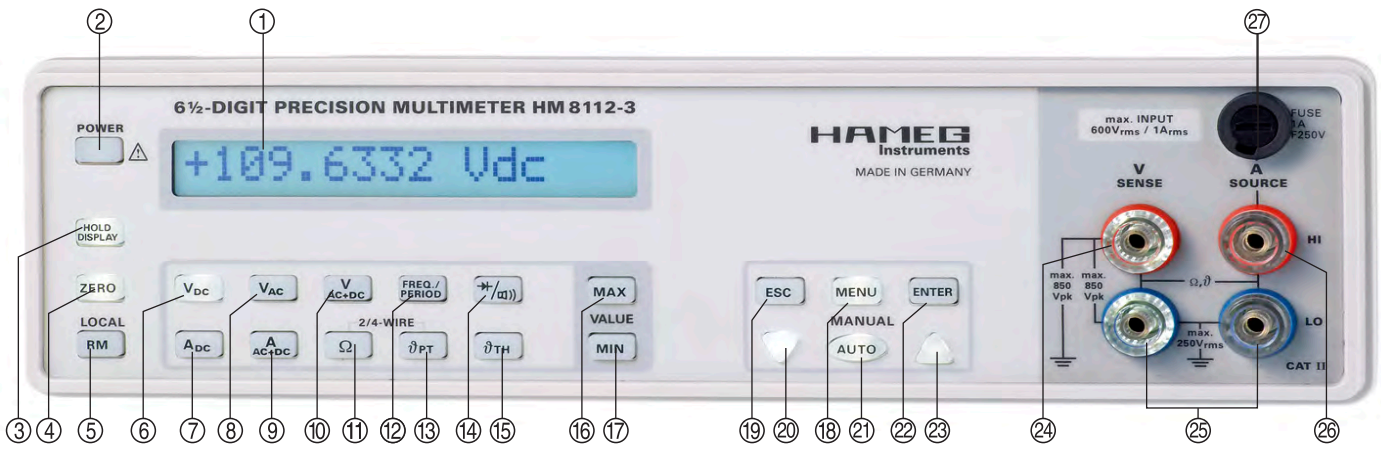 ② ① ㉗
6½-DIGIT PRECISION MULTIMETER HM 8112-3
POWER
+109.6332 Vdc
HAMEG
Instruments
MADE IN GERMANY
max. INPUT
600Vrms / 1Arms
FUSE
1A
F250V
V
SENSE
A
SOURCE
HOLD
DISPLAY
ZERO
LOCAL
RM
VDC
VAC
V
AC+DC
FREQ./
PERIOD
ADC
A
AC+DC
2/4-WIRE
Ω
ϑPT
ϑTH
MAX
VALUE
MIN
ESC
MENU
ENTER
MANUAL
AUTO
HI
max.
850
Vpk
max.
850
Vpk
Ω,ϑ
LO
max.
250Vrms
CAT II
③ ④ ⑤ ⑥ ⑦ ⑧ ⑨ ⑩ ⑪ ⑫ ⑬ ⑭ ⑮ ⑯ ⑰ ⑲ ⑳ ⑱ ㉑ ㉒ ㉓ ㉔ ㉕ ㉖